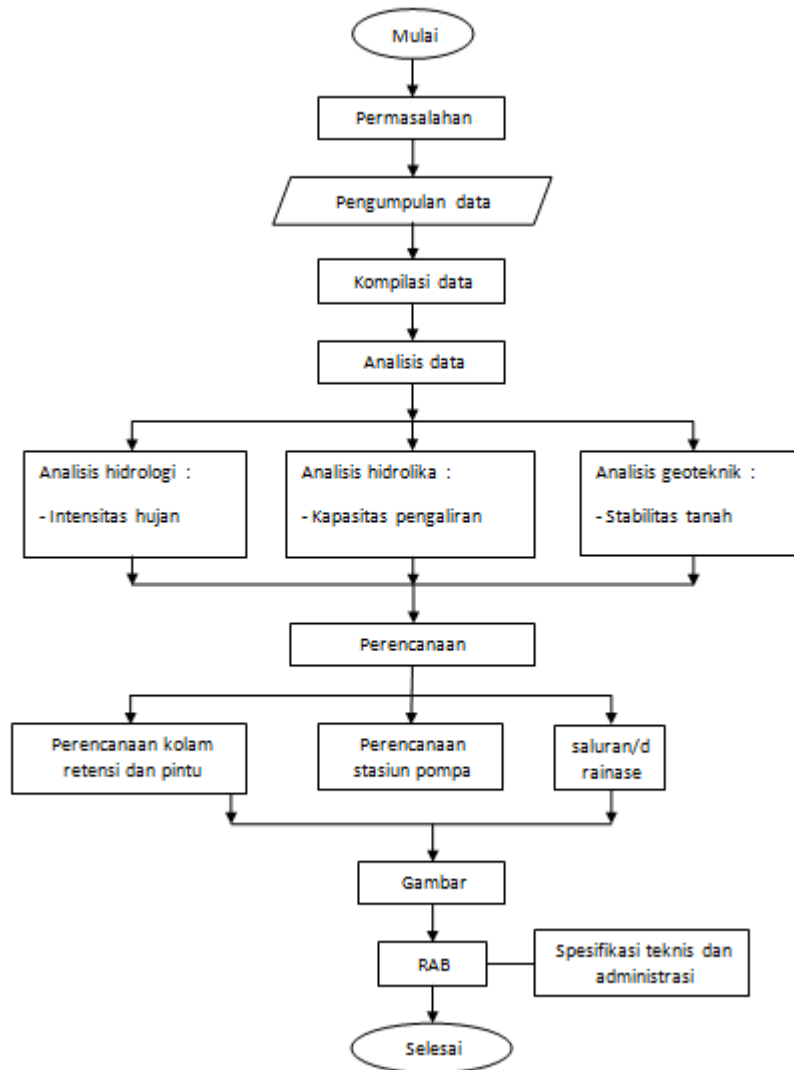 Mulai
Permasalahan
Pengumpulan data
Kompilasi data
Analisis data
Analisis hidrologi :
- Intensitas hujan
Analisis hidrolika :
- Kapasitas pengaliran
Analisis geoteknik :
- Stabilitas tanah
Perencanaan
Perencanaan kolam
retensi dan pintu
Perencanaan
stasiun pompa
saluran/d
rainase
Gambar
RAB
Spesifikasi teknis dan
administrasi
Selesai